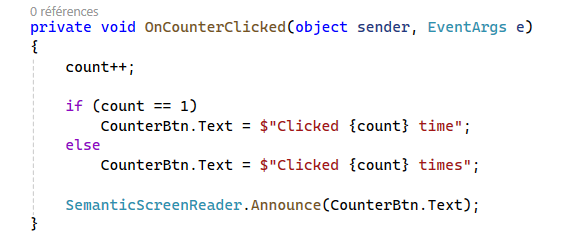 0 références
private void OnCounterClicked(object sender, EventArgs e)
{
    count++;

    if (count == 1)
        CounterBtn.Text = $"Clicked {count} time";
    else
        CounterBtn.Text = $"Clicked {count} times";

    SemanticScreenReader.Announce(CounterBtn.Text);
}